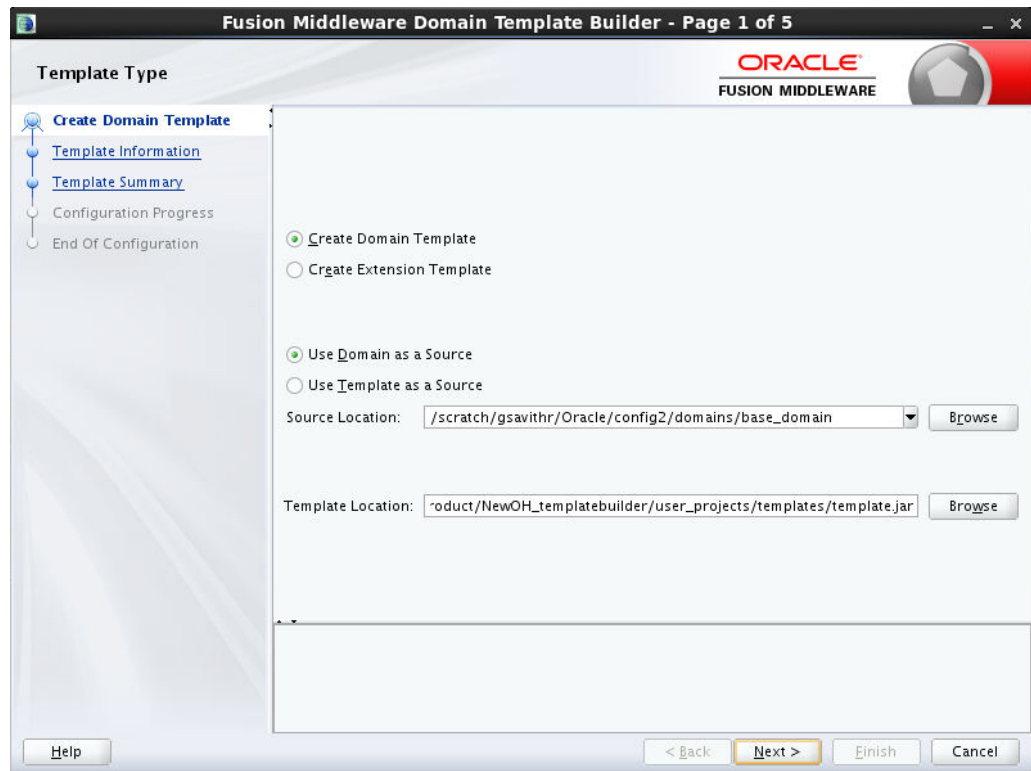 Fusion Middleware Domain Template Builder - Page 1 of 5
Template Type
ORACLE
FUSION MIDDLEWARE
Create Domain Template
Template Information
Template Summary
Configuration Progress
End Of Configuration
Create Domain Template
Create Extension Template
Use Domain as a Source
Use Template as a Source
Source Location: /scratch/gsavithr/Oracle/config2/domains/base_domain Browse
Template Location: roduct/NewOH_templatebuilder/user_projects/templates/template.jar Browse
Help < Back Next > Finish Cancel